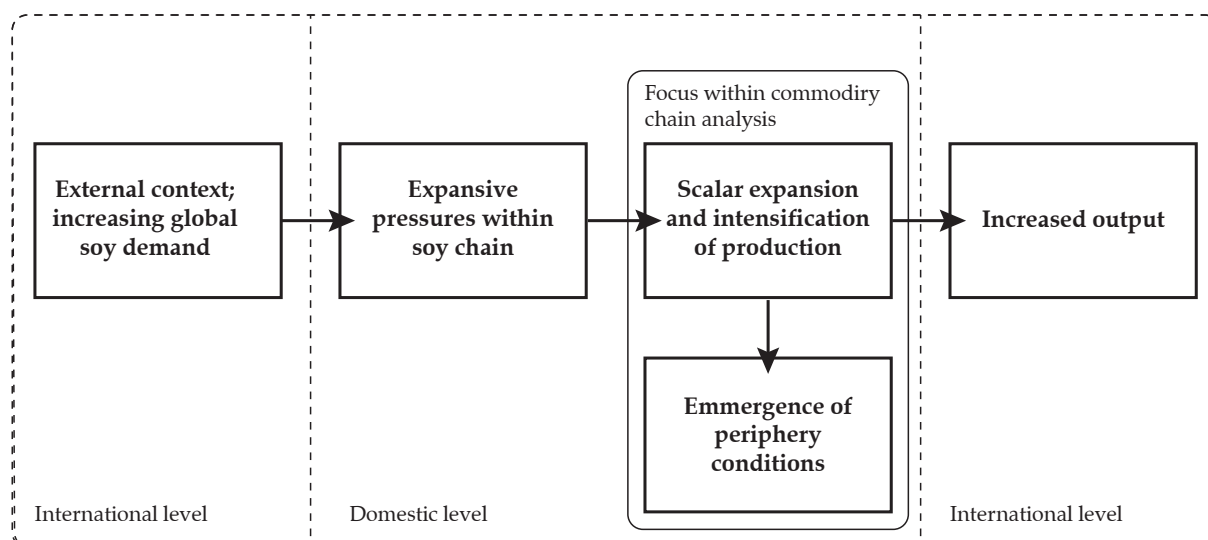 Focus within commodiry
chain analysis
External context;
increasing global
soy demand
Expansive
pressures within
soy chain
Scalar expansion
and intensification
of production
Increased output
Emmergence of
periphery
conditions
International level
Domestic level
International level